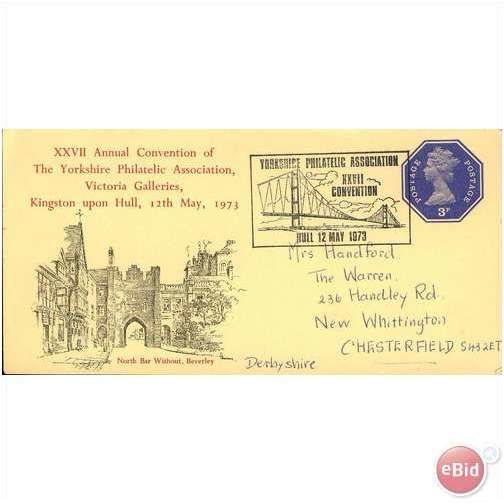 XXVII Annual Convention of
The Yorkshire Philatelic Association,
Victoria Galleries,
Kingston upon Hull, 12th May, 1973
North Bar Without, Beverley
YORKSHIRE PHILATELIC ASSOCIATION
XXVII
CONVENTION
HULL 12 MAY 1973
POSTAGE POSTAGE
3P
Mrs Handford
The Warren.
236 Handley Rd.
New Whittington
CHESTERFIELD S432ET
Derbyshire
eBid